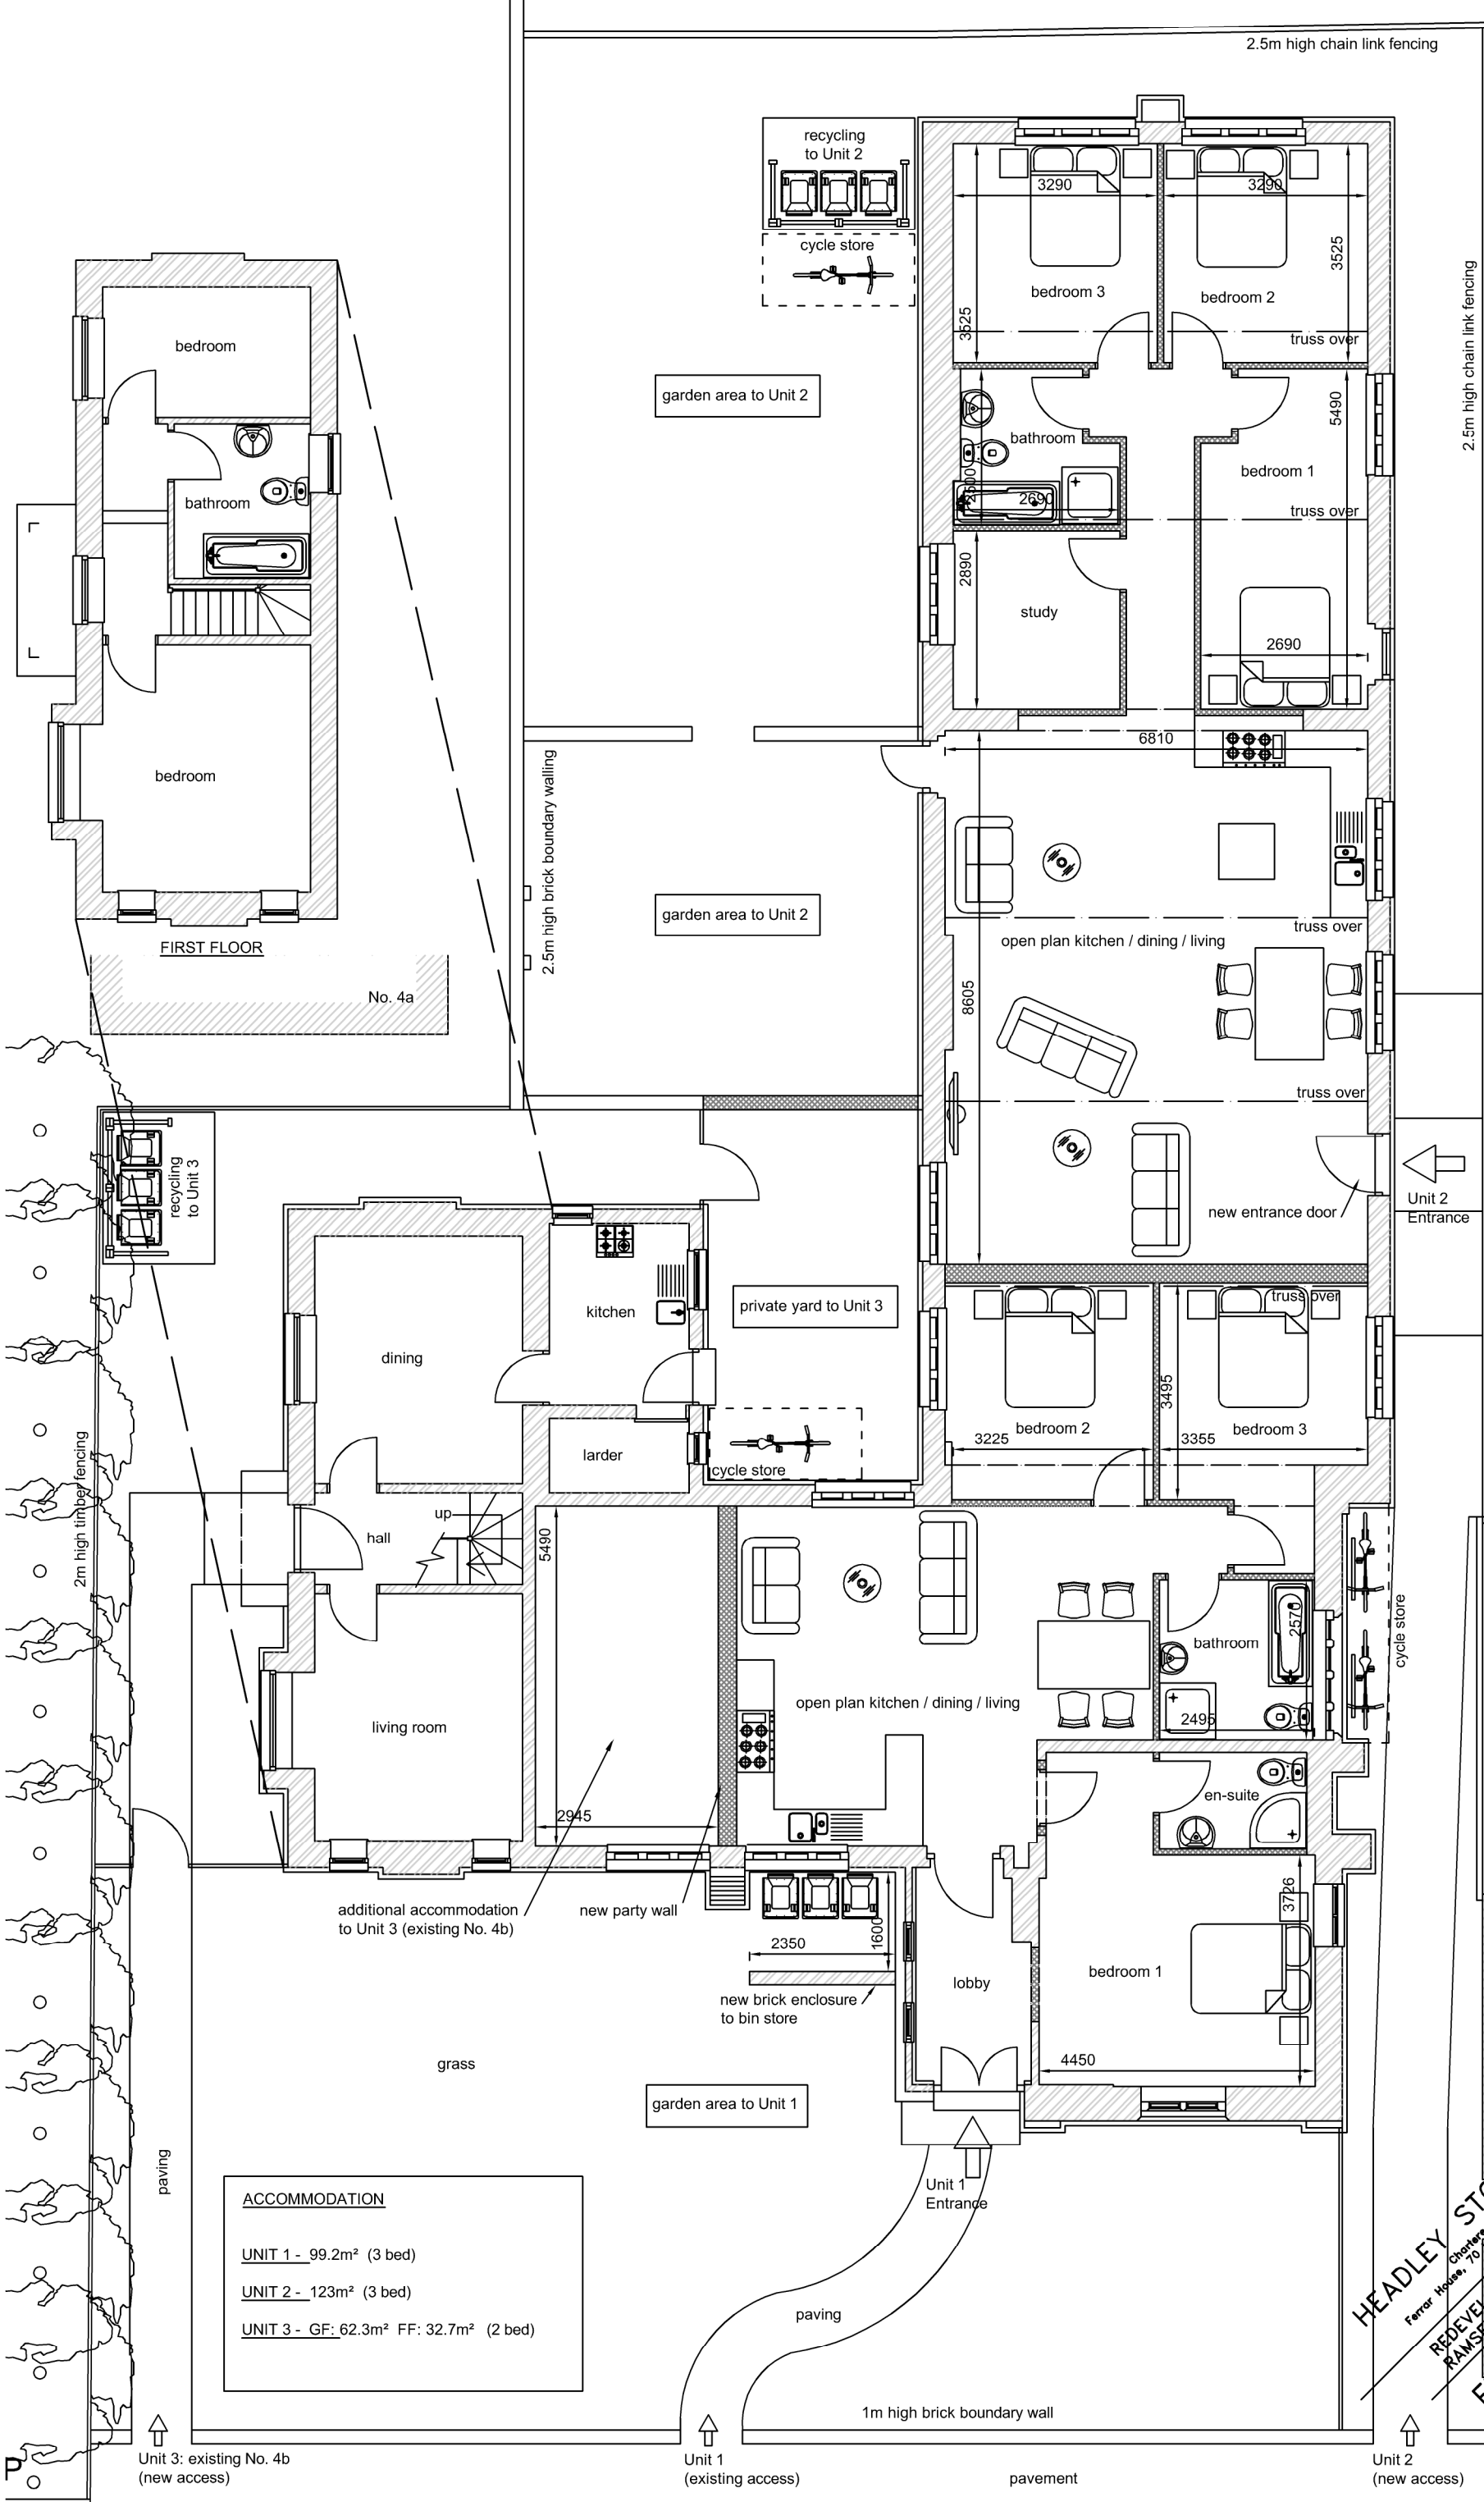 2.5m high chain link fencing
recycling
to Unit 2
cycle store
3290
3290
3525
3525
bedroom 3
bedroom 2
truss over
2.5m high chain link fencing
bedroom
bathroom
bedroom
FIRST FLOOR
No. 4a
garden area to Unit 2
bathroom
5490
bedroom 1
2500
2690
truss over
2890
study
2690
2.5m high brick boundary walling
6810
garden area to Unit 2
truss over
open plan kitchen / dining / living
8605
truss over
new entrance door
Unit 2
Entrance
recycling
to Unit 3
2m high timber fencing
kitchen
dining
larder
private yard to Unit 3
cycle store
truss over
3495
bedroom 2
bedroom 3
3225
3355
up
hall
5490
living room
2945
open plan kitchen / dining / living
bathroom
2570
2495
cycle store
en-suite
additional accommodation
to Unit 3 (existing No. 4b)
new party wall
2350
1600
new brick enclosure
to bin store
lobby
bedroom 1
3726
4450
grass
garden area to Unit 1
paving
Unit 1
Entrance
ACCOMMODATION
UNIT 1 - 99.2m² (3 bed)
UNIT 2 - 123m² (3 bed)
UNIT 3 - GF: 62.3m² FF: 32.7m² (2 bed)
paving
1m high brick boundary wall
HEADLEY
Ferrar House, 70
Unit 3: existing No. 4b
(new access)
Unit 1
(existing access)
pavement
Unit 2
(new access)